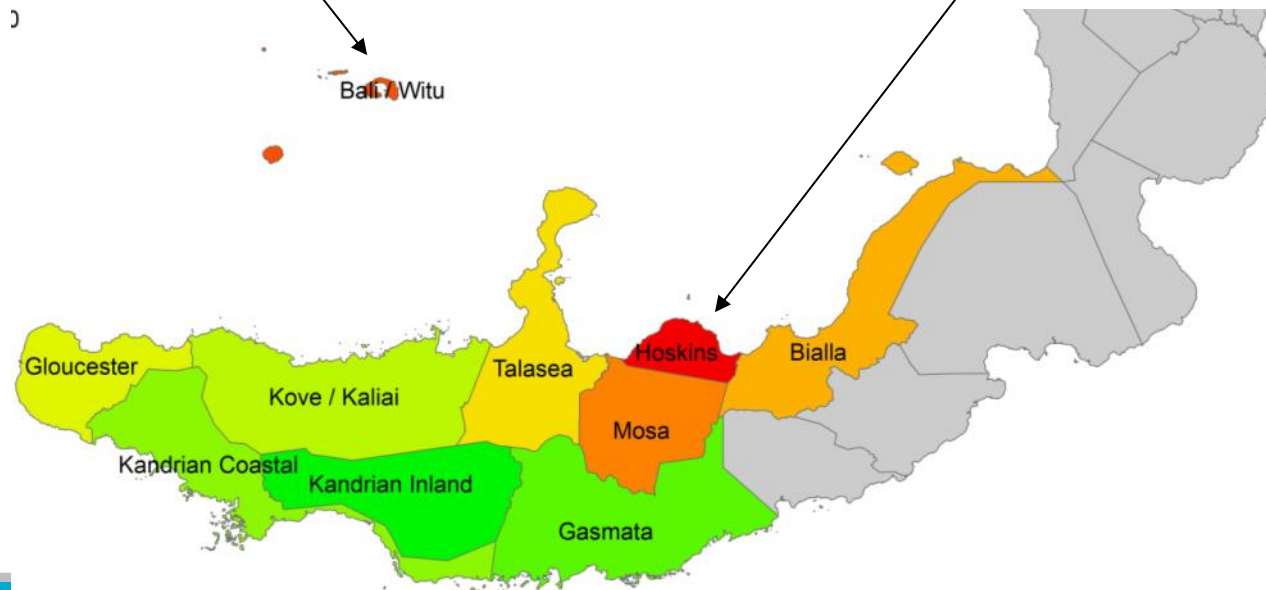 Bali / Witu
Gloucester
Kove / Kaliai
Talasea
Hoskins
Bialla
Mosa
Kandrian Coastal
Kandrian Inland
Gasmata